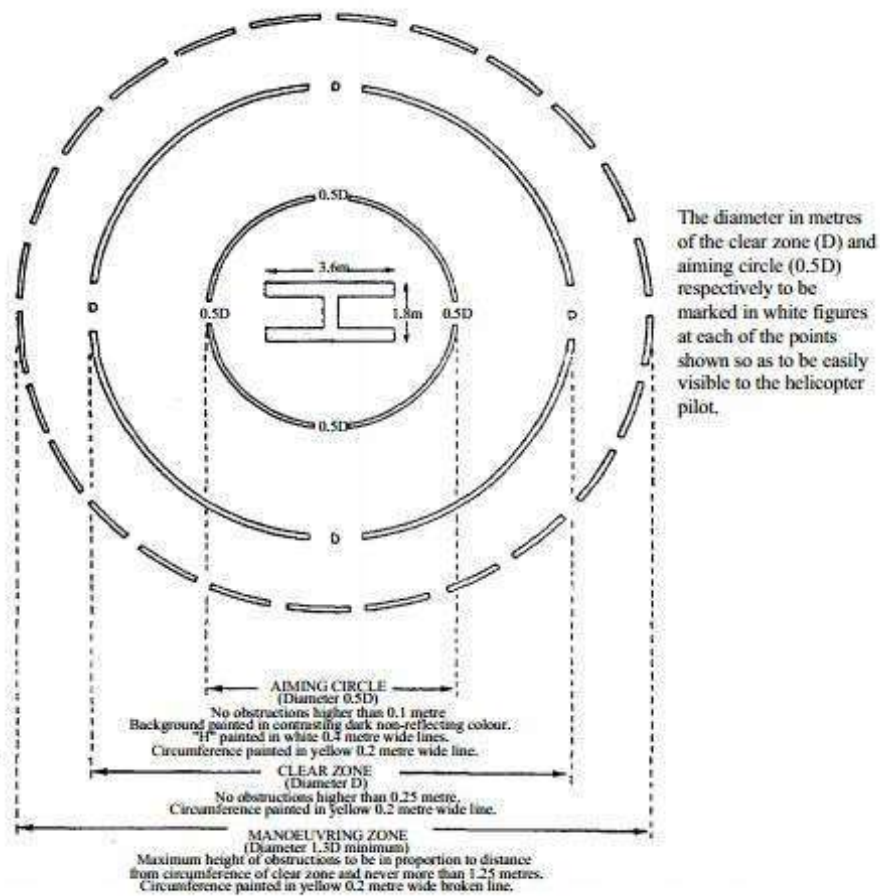 D
0.5D
3.6m
D
0.5D
1.8m
0.5D
D
0.5D
D
The diameter in metres
of the clear zone (D) and
aiming circle (0.5D)
respectively to be
marked in white figures
at each of the points
shown so as to be easily
visible to the helicopter
pilot.
AIMING CIRCLE
(Diameter 0.5D)
No obstructions higher than 0.1 metre
Background painted in contrasting dark non-reflecting colour.
"H" painted in white 0.4 metre wide lines.
Circumference painted in yellow 0.2 metre wide line.
CLEAR ZONE
(Diameter D)
No obstructions higher than 0.25 metre.
Circumference painted in yellow 0.2 metre wide line.
MANOEUVRING ZONE
(Diameter 1.3D minimum)
Maximum height of obstructions to be in proportion to distance
from circumference of clear zone and never more than 1.25 metres.
Circumference painted in yellow 0.2 metre wide broken line.